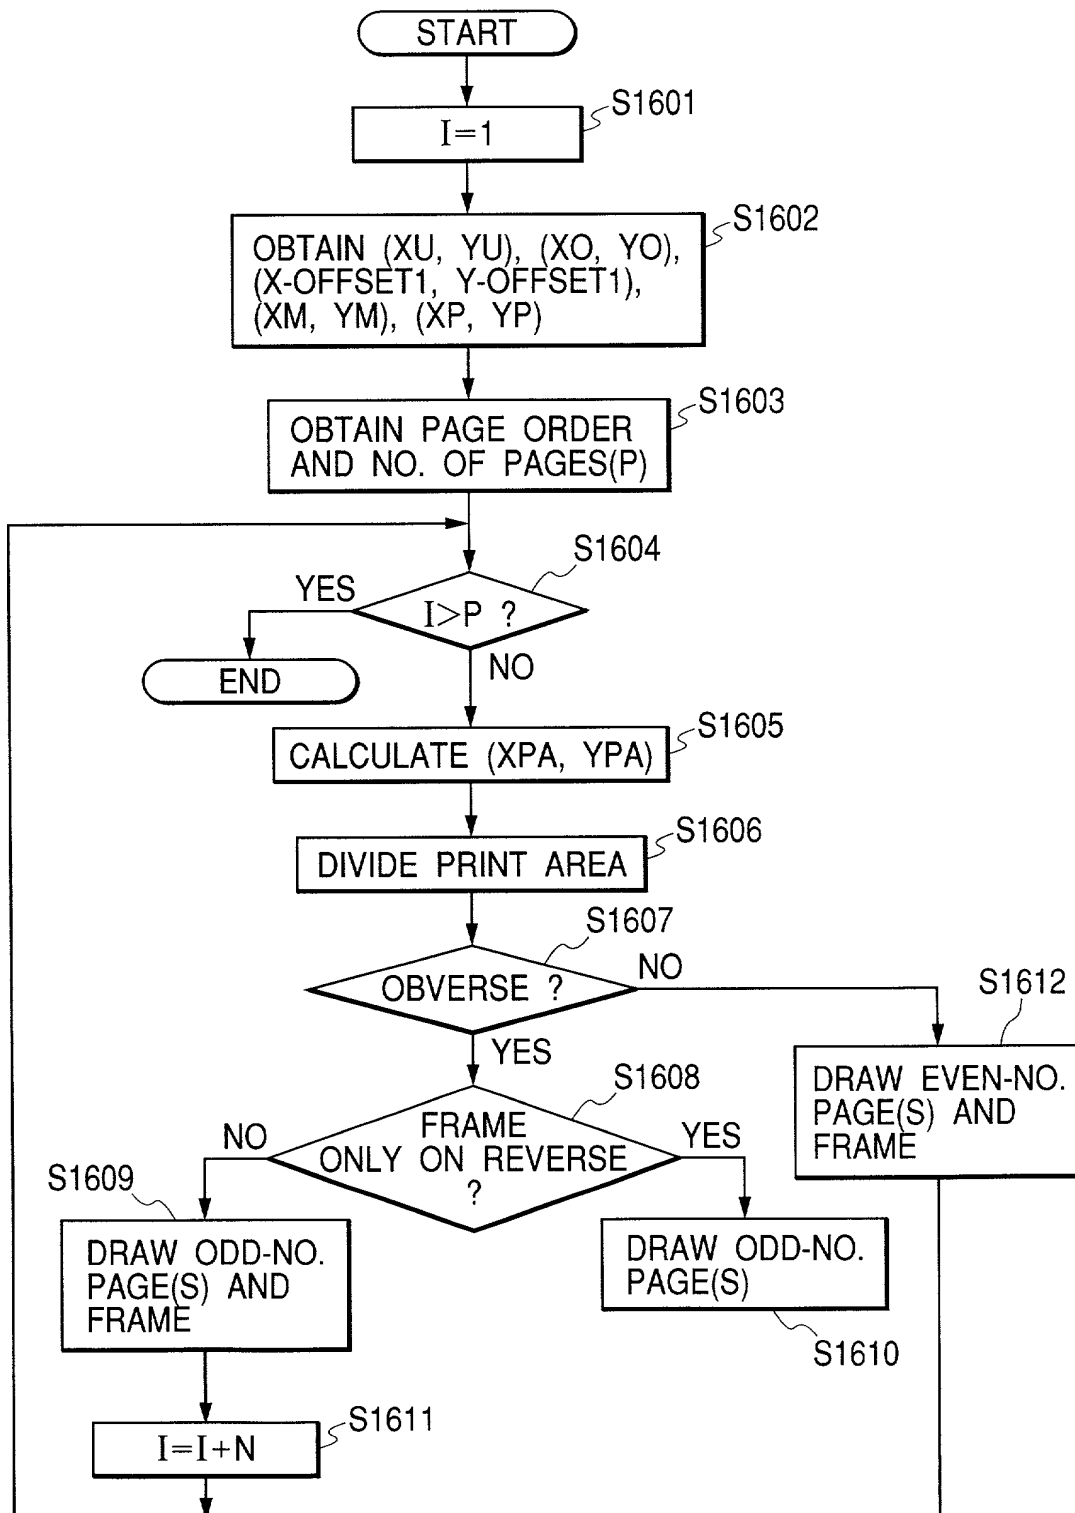 START
S1601
I=1
S1602
OBTAIN (XU, YU), (XO, YO),
(X-OFFSET1, Y-OFFSET1),
(XM, YM), (XP, YP)
S1603
OBTAIN PAGE ORDER
AND NO. OF PAGES(P)
S1604
YES
I>P ?
END
NO
S1605
CALCULATE (XPA, YPA)
S1606
DIVIDE PRINT AREA
S1607
OBVERSE ?
NO
S1612
YES
DRAW EVEN-NO.
PAGE(S) AND
FRAME
S1608
FRAME
ONLY ON REVERSE
?
NO
YES
S1609
DRAW ODD-NO.
PAGE(S) AND
FRAME
DRAW ODD-NO.
PAGE(S)
S1610
S1611
I=I+N